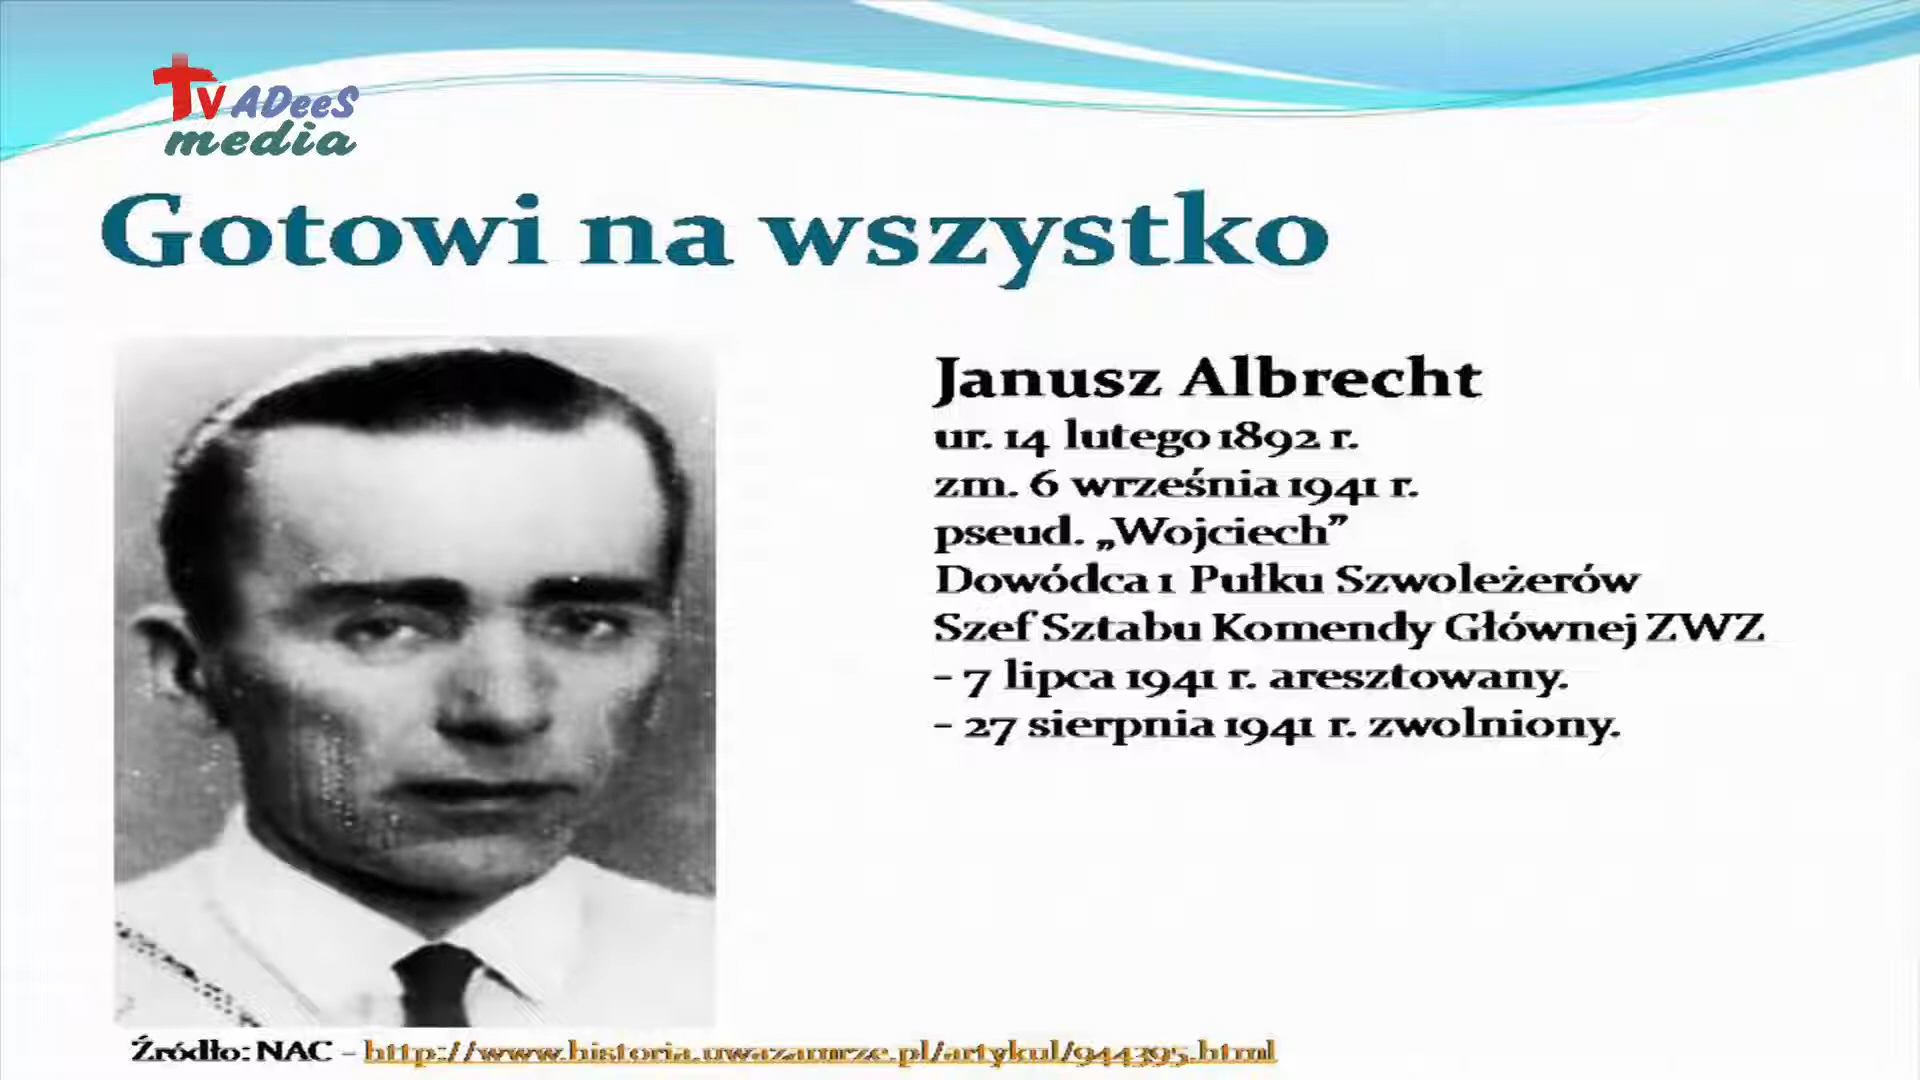 TV ADeeS
media
Gotowi na wszystko
Janusz Albrecht
ur. 14 lutego 1892 r.
zm. 6 września 1941 r.
pseud. „Wojciech”
Dowódca 1 Pułku Szwoleżerów
Szef Sztabu Komendy Głównej ZWZ
- 7 lipca 1941 r. aresztowany.
- 27 sierpnia 1941 r. zwolniony.
Źródło: NAC – http://www.historia.uwazamrze.pl/artykul/944395.html